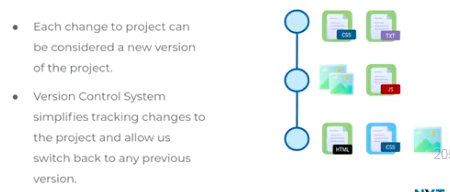 ● Each change to project can
be considered a new version
of the project.
● Version Control System
simplifies tracking changes to
the project and allow us
switch back to any previous
version.
CSS TXT
JS
HTML CSS
205
NXT